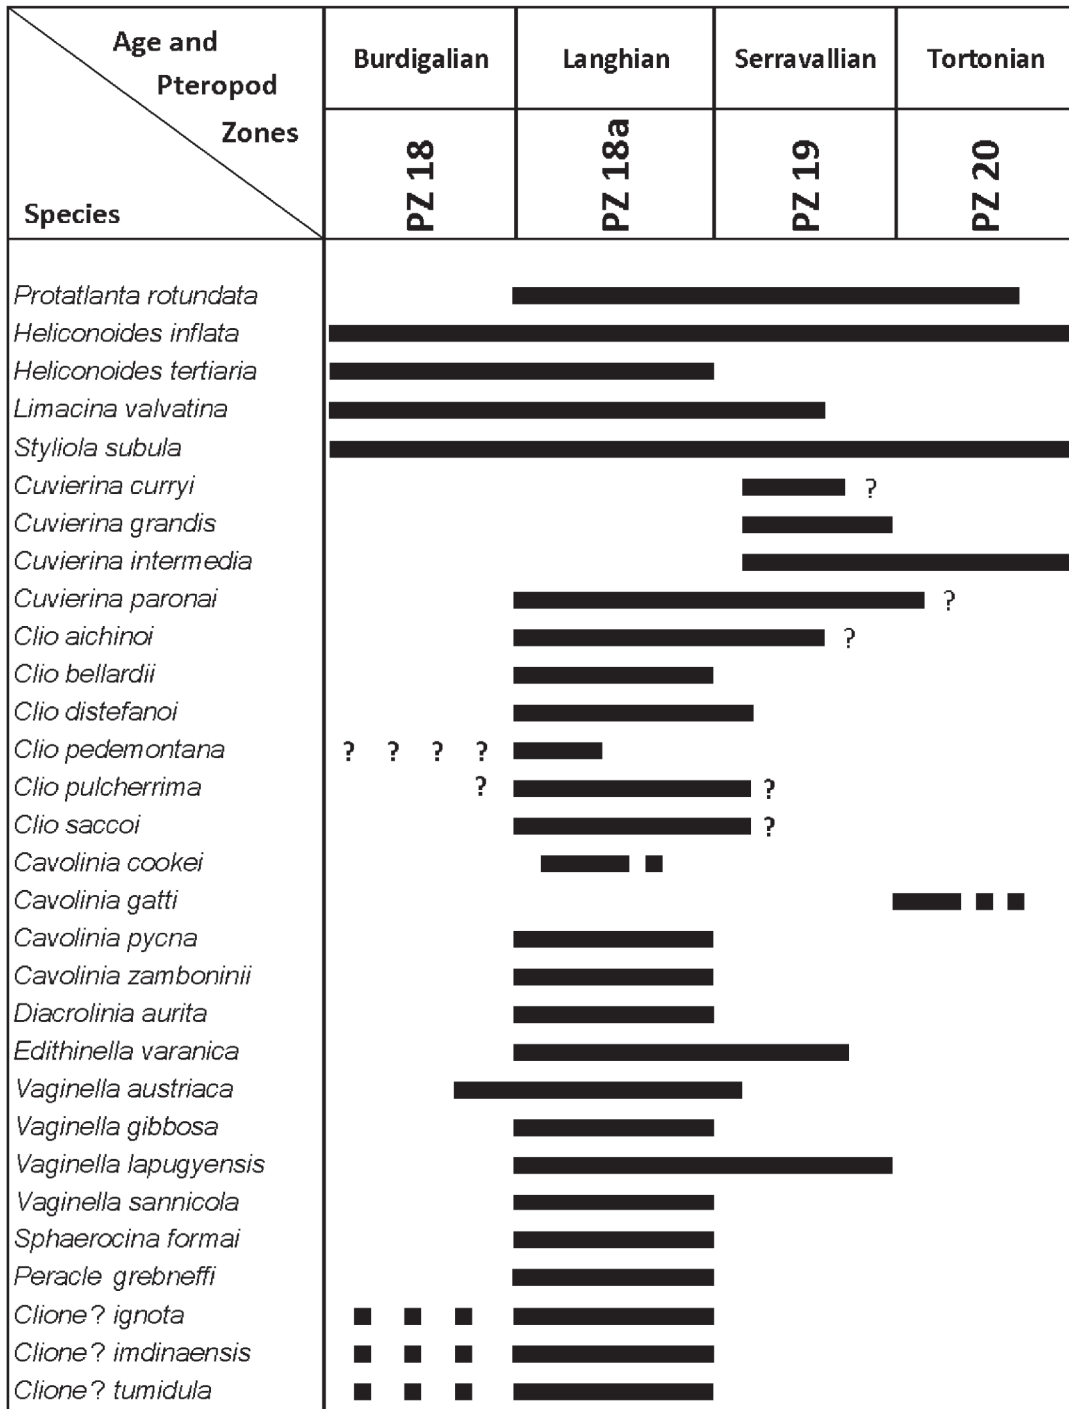 Age and
Pteropod
Zones
Species
Burdigalian
Langhian
Serravallian
Tortonian
PZ 18
PZ 18a
PZ 19
PZ 20
Protatlanta rotundata
Heliconoides inflata
Heliconoides tertiaria
Limacina valvatina
Styliola subula
Cuvierina curryi ?
Cuvierina grandis
Cuvierina intermedia
Cuvierina paronai ?
Clio aichinoi ?
Clio bellardii
Clio distefanoi
Clio pedemontana ? ? ? ?
Clio pulcherrima ? ?
Clio saccoi ?
Cavolinia cookei
Cavolinia gatti
Cavolinia pycna
Cavolinia zamboninii
Diacrolinia aurita
Edithinella varanica
Vaginella austriaca
Vaginella gibbosa
Vaginella lapugyensis
Vaginella sannicola
Sphaerocina formai
Peracle grebneffi
Clione? ignota
Clione? imdinaensis
Clione? tumidula